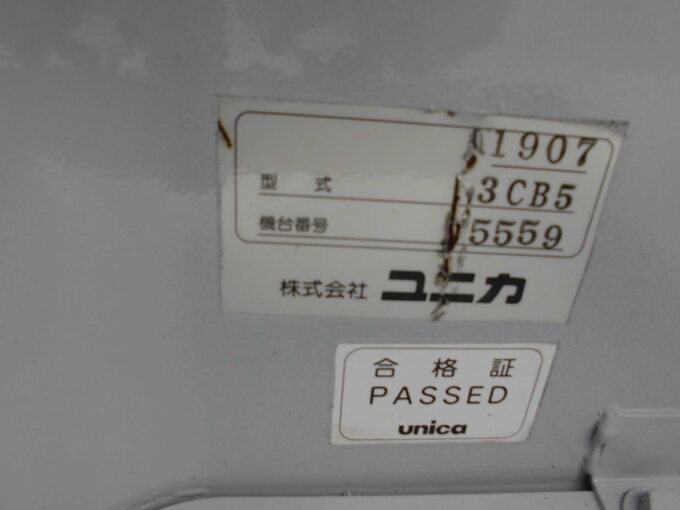 1907
型式 3CB5
機台番号 5559
株式会社 ユニカ
合格証
PASSED
unica